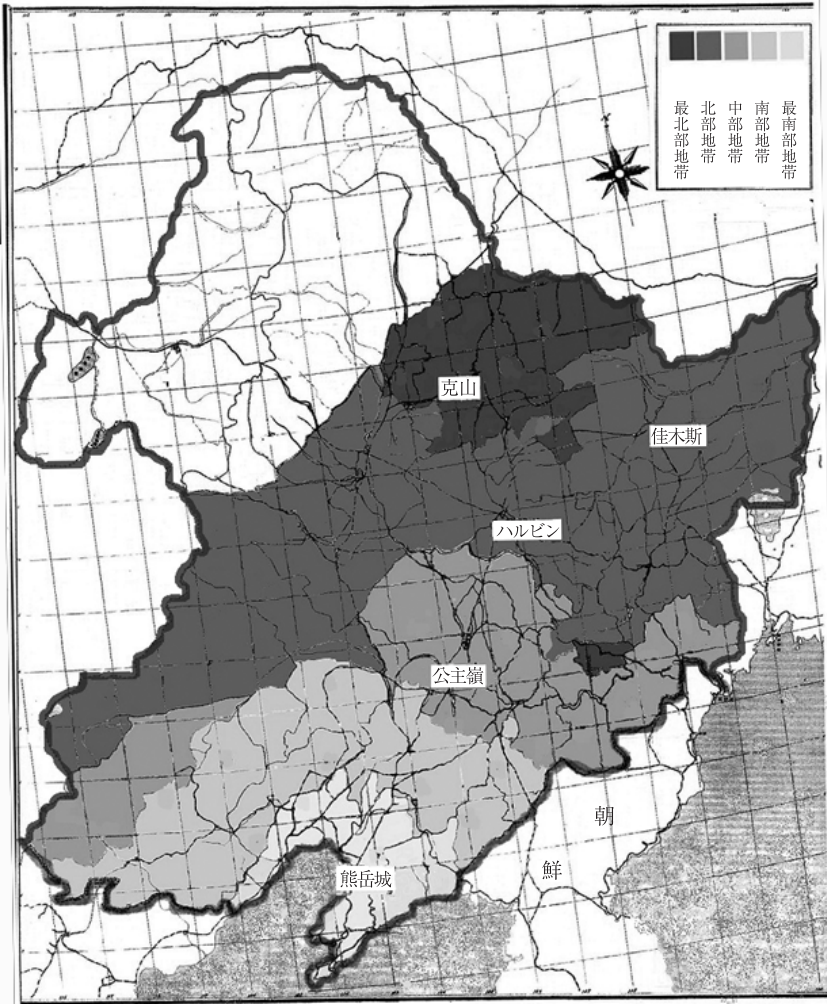 最北部地帯
北部地帯
中部地帯
南部地帯
最南部地帯
克山
佳木斯
ハルビン
公主嶺
朝鮮
熊岳城